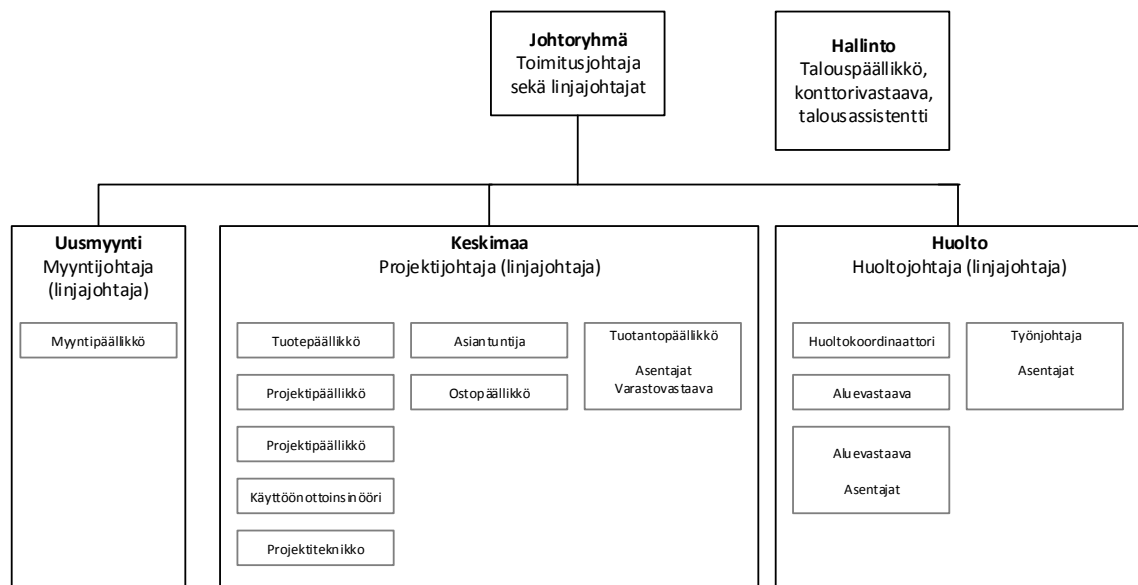 Johtoryhmä
Toimitusjohtaja
sekä linjajohtajat
Hallinto
Talouspäällikkö,
konttorivastaava,
talousassistentti
Uusmyynti
Myyntijohtaja
(linjajohtaja)
Myyntipäällikkö
Keskimaa
Projektijohtaja (linjajohtaja)
Tuotepäällikkö
Projektipäällikkö
Projektipäällikkö
Käyttöönottoinsinööri
Projektiteknikko
Asiantuntija
Ostopäällikkö
Tuotantopäällikkö
Asentajat
Varastovastaava
Huolto
Huoltojohtaja (linjajohtaja)
Huoltokoordinaattori
Aluevastaava
Aluevastaava
Asentajat
Työnjohtaja
Asentajat